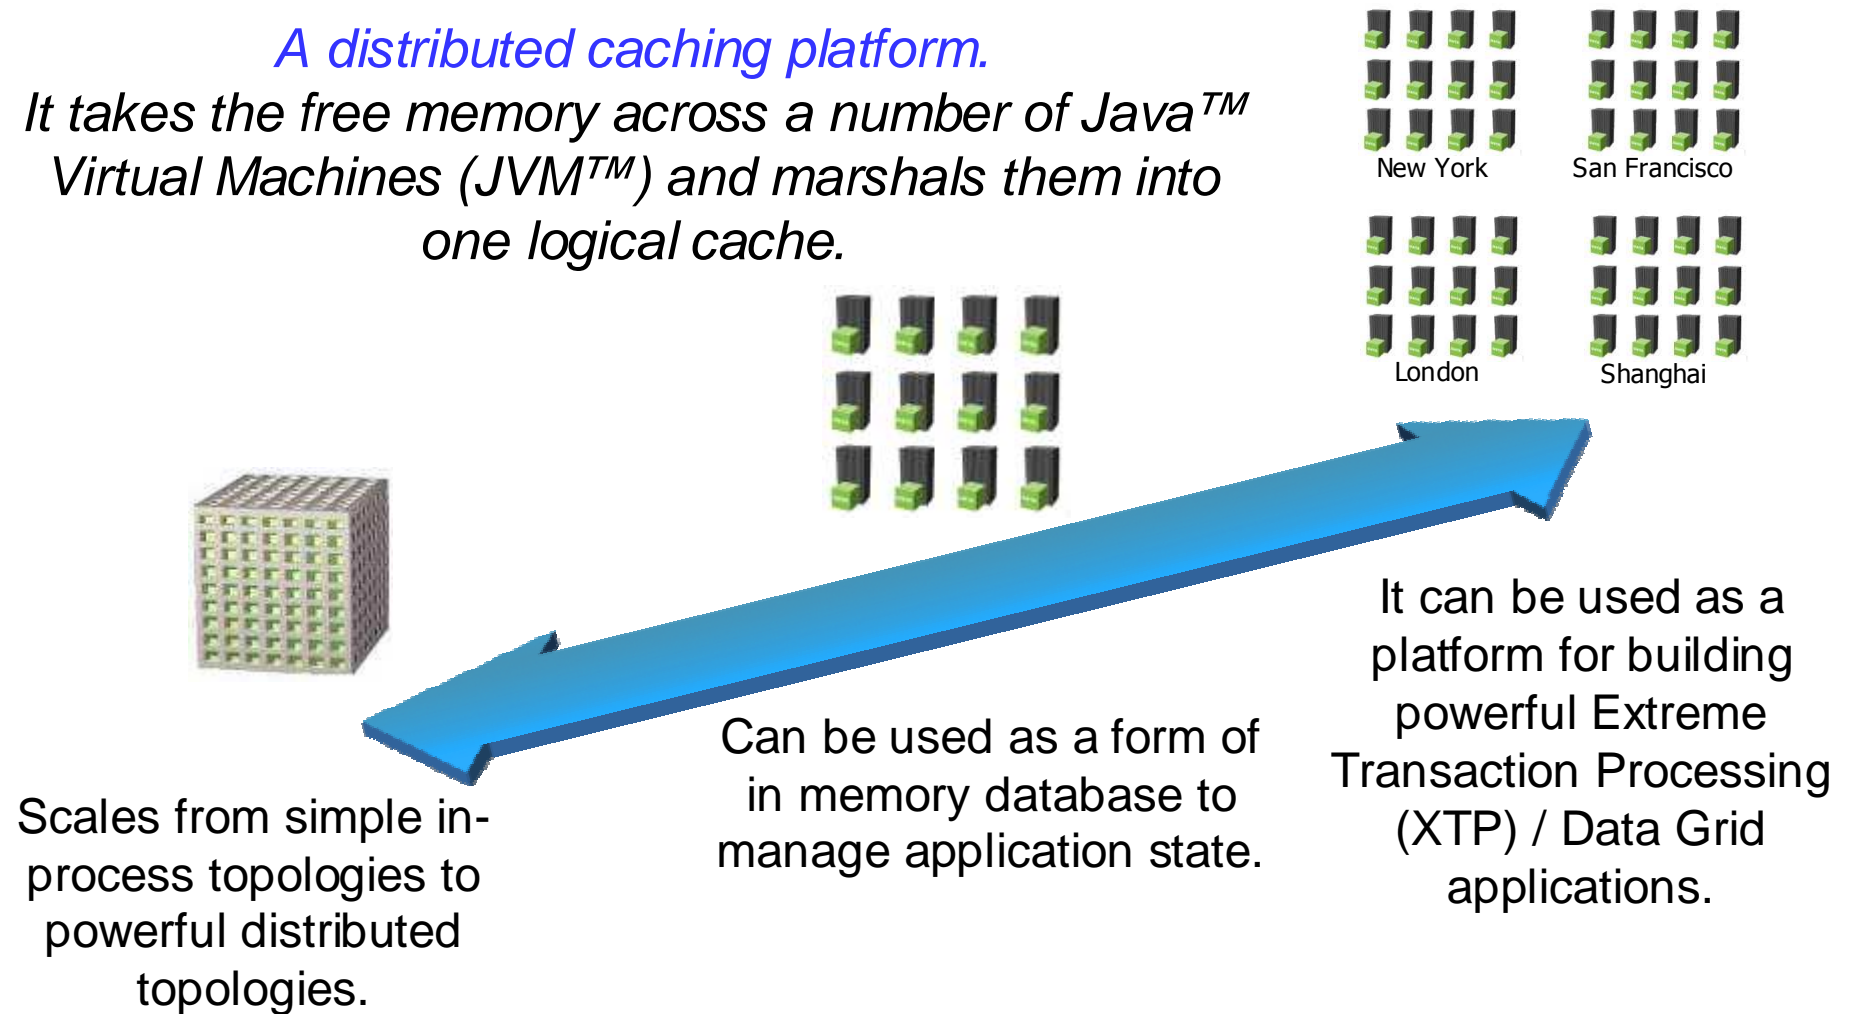 A distributed caching platform.
It takes the free memory across a number of Java™
Virtual Machines (JVM™) and marshals them into
one logical cache.
New York
San Francisco
London
Shanghai
Scales from simple in-
process topologies to
powerful distributed
topologies.
Can be used as a form of
in memory database to
manage application state.
It can be used as a
platform for building
powerful Extreme
Transaction Processing
(XTP) / Data Grid
applications.